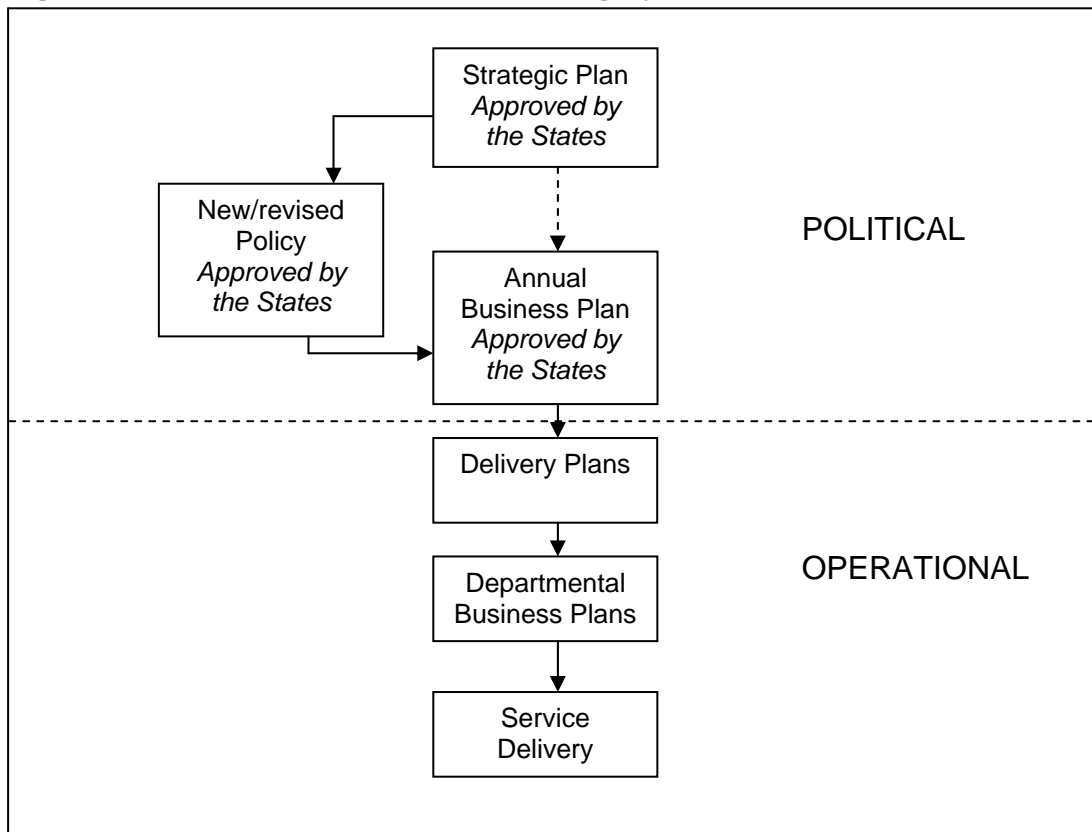 Strategic Plan
Approved by
the States
New/revised
Policy
Approved by
the States
POLITICAL
Annual
Business Plan
Approved by
the States
Delivery Plans
OPERATIONAL
Departmental
Business Plans
Service
Delivery